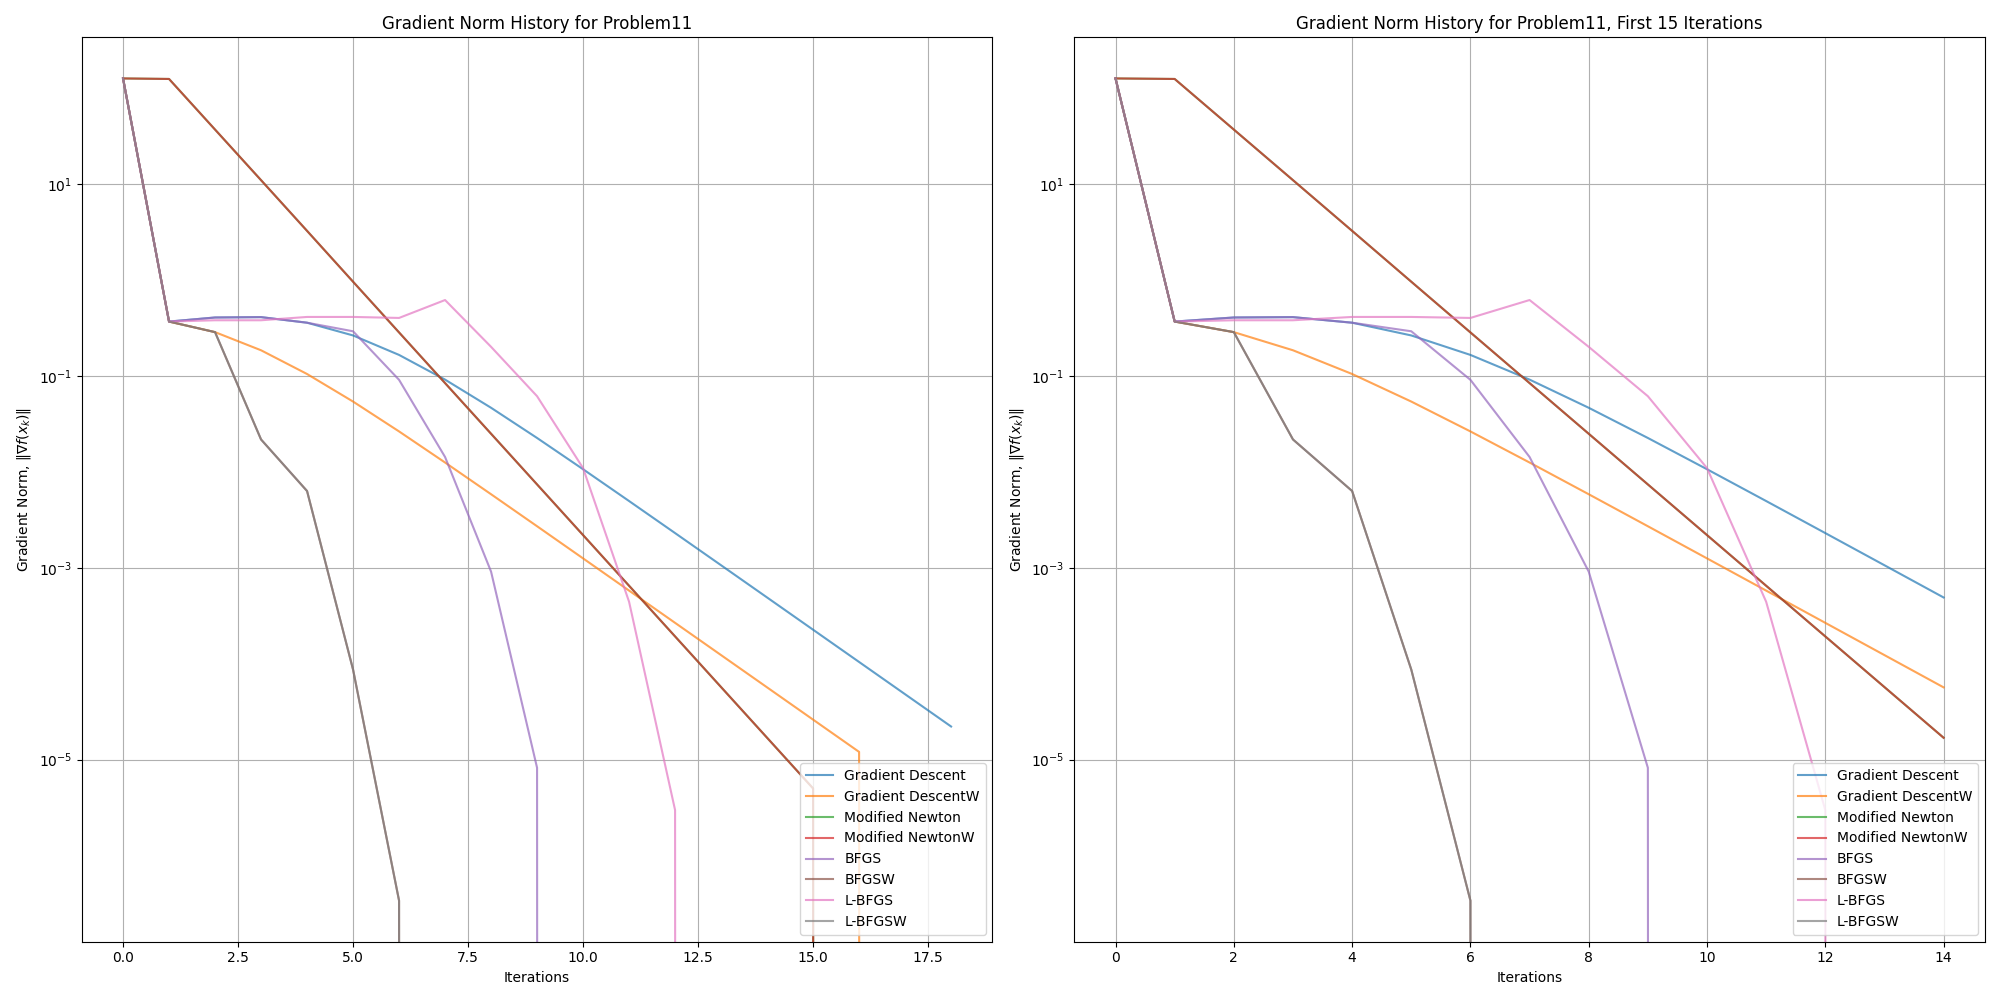 Gradient Norm History for Problem11
Gradient Norm, ‖∇f(x_k)‖
10^1
10^-1
10^-3
10^-5
0.0 2.5 5.0 7.5 10.0 12.5 15.0 17.5
Iterations
Gradient Descent
Gradient DescentW
Modified Newton
Modified NewtonW
BFGS
BFGSW
L-BFGS
L-BFGSW
Gradient Norm History for Problem11, First 15 Iterations
Gradient Norm, ‖∇f(x_k)‖
10^1
10^-1
10^-3
10^-5
0 2 4 6 8 10 12 14
Iterations
Gradient Descent
Gradient DescentW
Modified Newton
Modified NewtonW
BFGS
BFGSW
L-BFGS
L-BFGSW